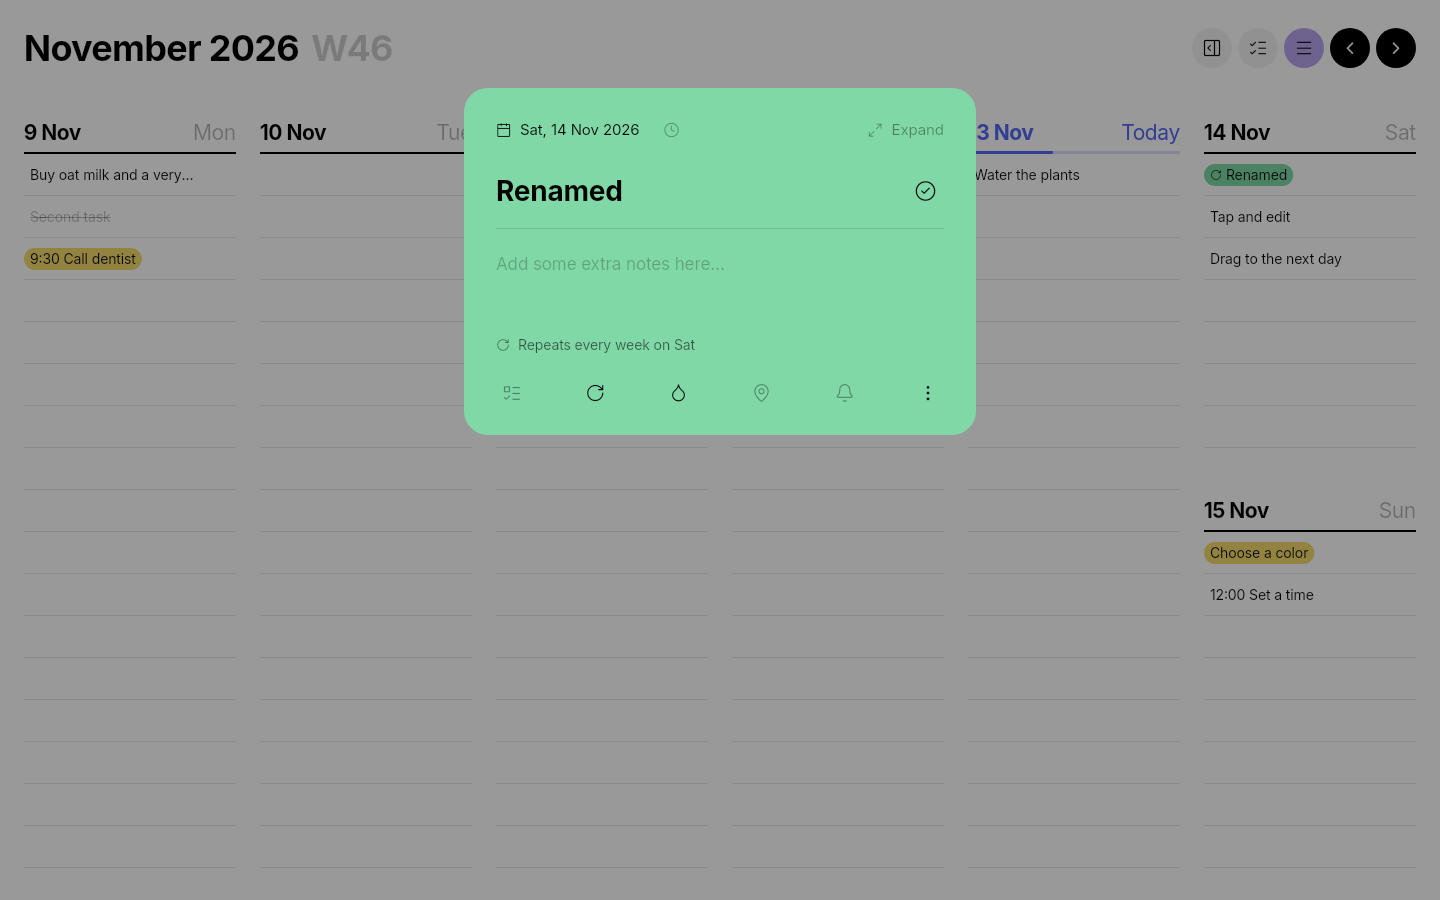 November 2026 W46
9 Nov Mon
Buy oat milk and a very...
Second task
9:30 Call dentist
10 Nov Tue
Sat, 14 Nov 2026
Expand
Renamed
Add some extra notes here...
Repeats every week on Sat
3 Nov Today
Water the plants
14 Nov Sat
Renamed
Tap and edit
Drag to the next day
15 Nov Sun
Choose a color
12:00 Set a time